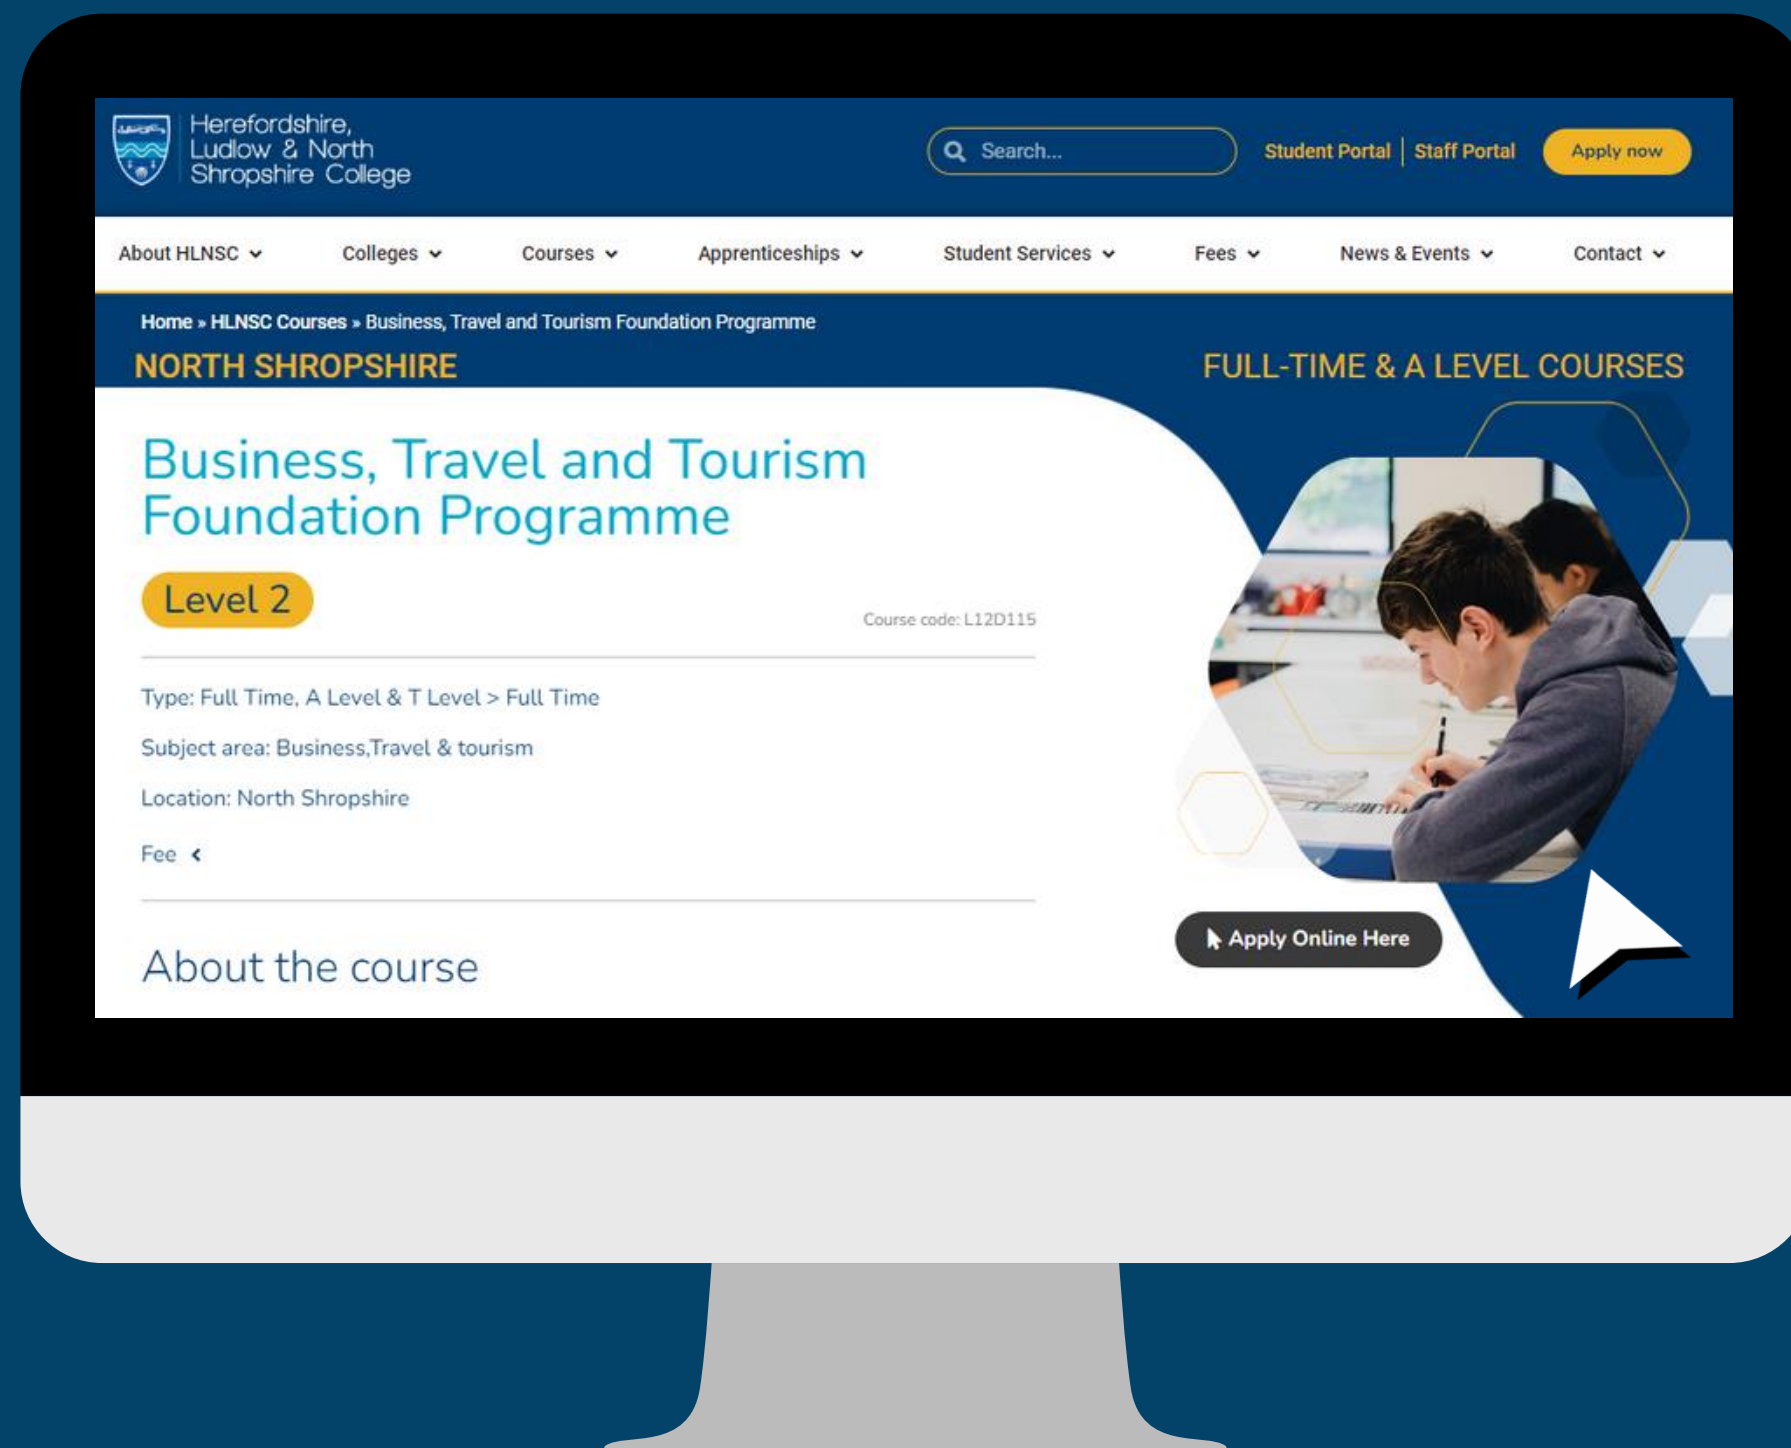 Herefordshire,
Ludlow & North
Shropshire College
Search...
Student Portal | Staff Portal
Apply now
About HLNSC
Colleges
Courses
Apprenticeships
Student Services
Fees
News & Events
Contact
Home » HLNSC Courses » Business, Travel and Tourism Foundation Programme
NORTH SHROPSHIRE
FULL-TIME & A LEVEL COURSES
Business, Travel and Tourism
Foundation Programme
Level 2
Course code: L12D115
Type: Full Time, A Level & T Level > Full Time
Subject area: Business,Travel & tourism
Location: North Shropshire
Fee
Apply Online Here
About the course